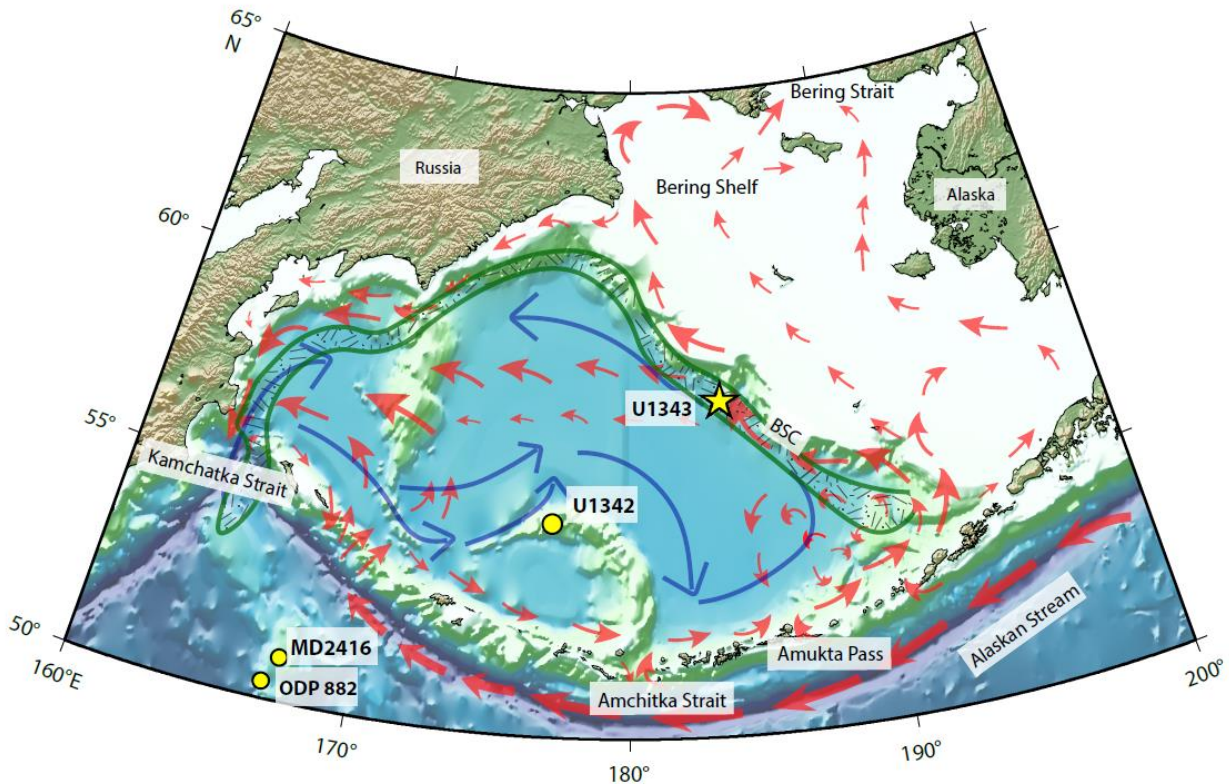 65°
N
Bering Strait
Russia
Bering Shelf
Alaska
60°
55°
U1343
BSC
Kamchatka Strait
U1342
50°
160°E
MD2416
ODP 882
Alaskan Stream
Amukta Pass
Amchitka Strait
200°
170°
180°
190°